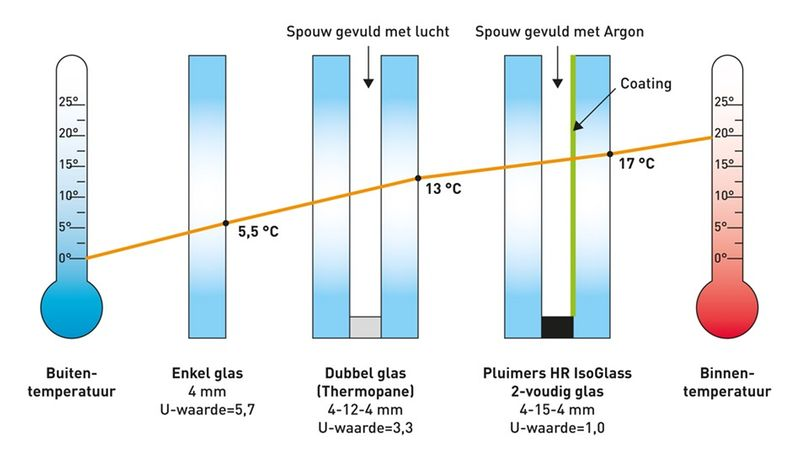 Spouw gevuld met lucht
Spouw gevuld met Argon
Coating
25°
20°
15°
10°
5°
0°
25°
20°
15°
10°
5°
0°
5,5 °C
13 °C
17 °C
Buiten-
temperatuur
Enkel glas
4 mm
U-waarde=5,7
Dubbel glas
(Thermopane)
4-12-4 mm
U-waarde=3,3
Pluimers HR IsoGlass
2-voudig glas
4-15-4 mm
U-waarde=1,0
Binnen-
temperatuur